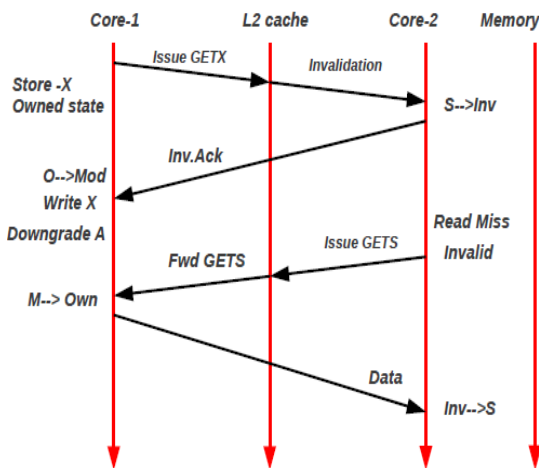 Core-1 L2 cache Core-2 Memory
Issue GETX
Invalidation
Store -X
Owned state
S-->Inv
Inv.Ack
O-->Mod
Write X
Downgrade A
Read Miss
Issue GETS
Invalid
Fwd GETS
M--> Own
Data
Inv-->S